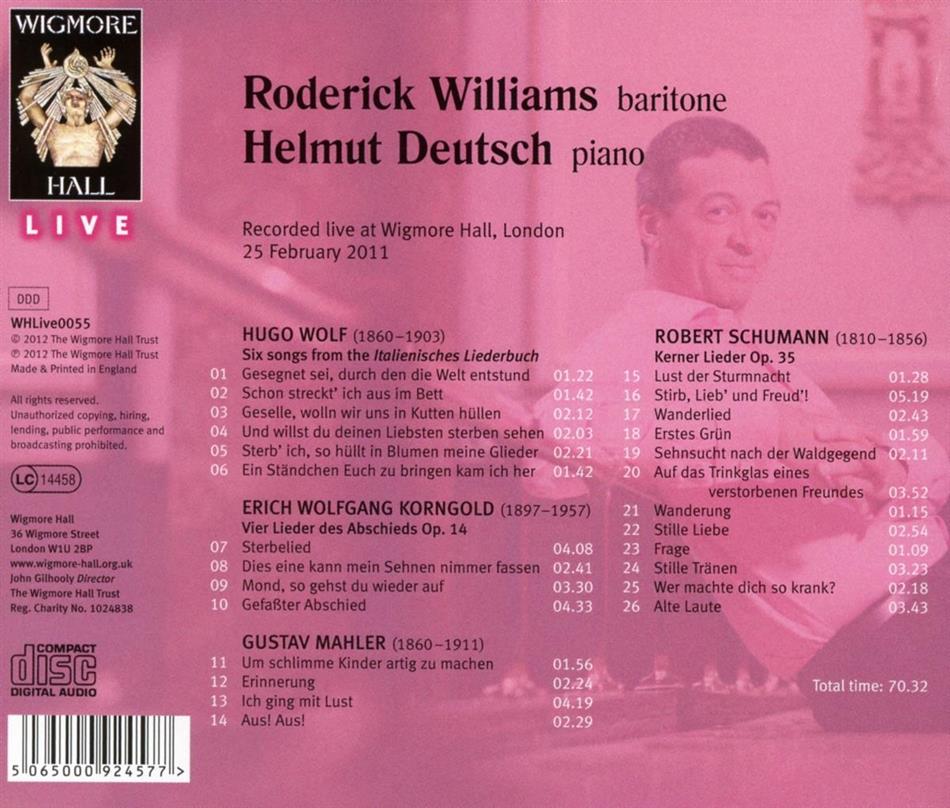 WIGMORE
HALL
LIVE
Roderick Williams baritone
Helmut Deutsch piano
Recorded live at Wigmore Hall, London
25 February 2011
DDD
WHLive0055
© 2012 The Wigmore Hall Trust
℗ 2012 The Wigmore Hall Trust
Made & Printed in England
All rights reserved.
Unauthorized copying, hiring,
lending, public performance and
broadcasting prohibited.
LC 14458
Wigmore Hall
36 Wigmore Street
London W1U 2BP
www.wigmore-hall.org.uk
John Gilhooly Director
The Wigmore Hall Trust
Reg. Charity No. 1024838
COMPACT
disc
DIGITAL AUDIO
5 065000 924577 >
HUGO WOLF (1860–1903)
Six songs from the Italienisches Liederbuch
01 Gesegnet sei, durch den die Welt entstund 01.22
02 Schon streckt' ich aus im Bett 01.42
03 Geselle, wolln wir uns in Kutten hüllen 02.12
04 Und willst du deinen Liebsten sterben sehen 02.03
05 Sterb' ich, so hüllt in Blumen meine Glieder 02.21
06 Ein Ständchen Euch zu bringen kam ich her 01.42
ERICH WOLFGANG KORNGOLD (1897–1957)
Vier Lieder des Abschieds Op. 14
07 Sterbelied 04.08
08 Dies eine kann mein Sehnen nimmer fassen 02.41
09 Mond, so gehst du wieder auf 03.30
10 Gefaßter Abschied 04.33
GUSTAV MAHLER (1860–1911)
11 Um schlimme Kinder artig zu machen 01.56
12 Erinnerung 02.24
13 Ich ging mit Lust 04.19
14 Aus! Aus! 02.29
ROBERT SCHUMANN (1810–1856)
Kerner Lieder Op. 35
15 Lust der Sturmnacht 01.28
16 Stirb, Lieb' und Freud'! 05.19
17 Wanderlied 02.43
18 Erstes Grün 01.59
19 Sehnsucht nach der Waldgegend 02.11
20 Auf das Trinkglas eines
verstorbenen Freundes 03.52
21 Wanderung 01.15
22 Stille Liebe 02.54
23 Frage 01.09
24 Stille Tränen 03.23
25 Wer machte dich so krank? 02.18
26 Alte Laute 03.43
Total time: 70.32